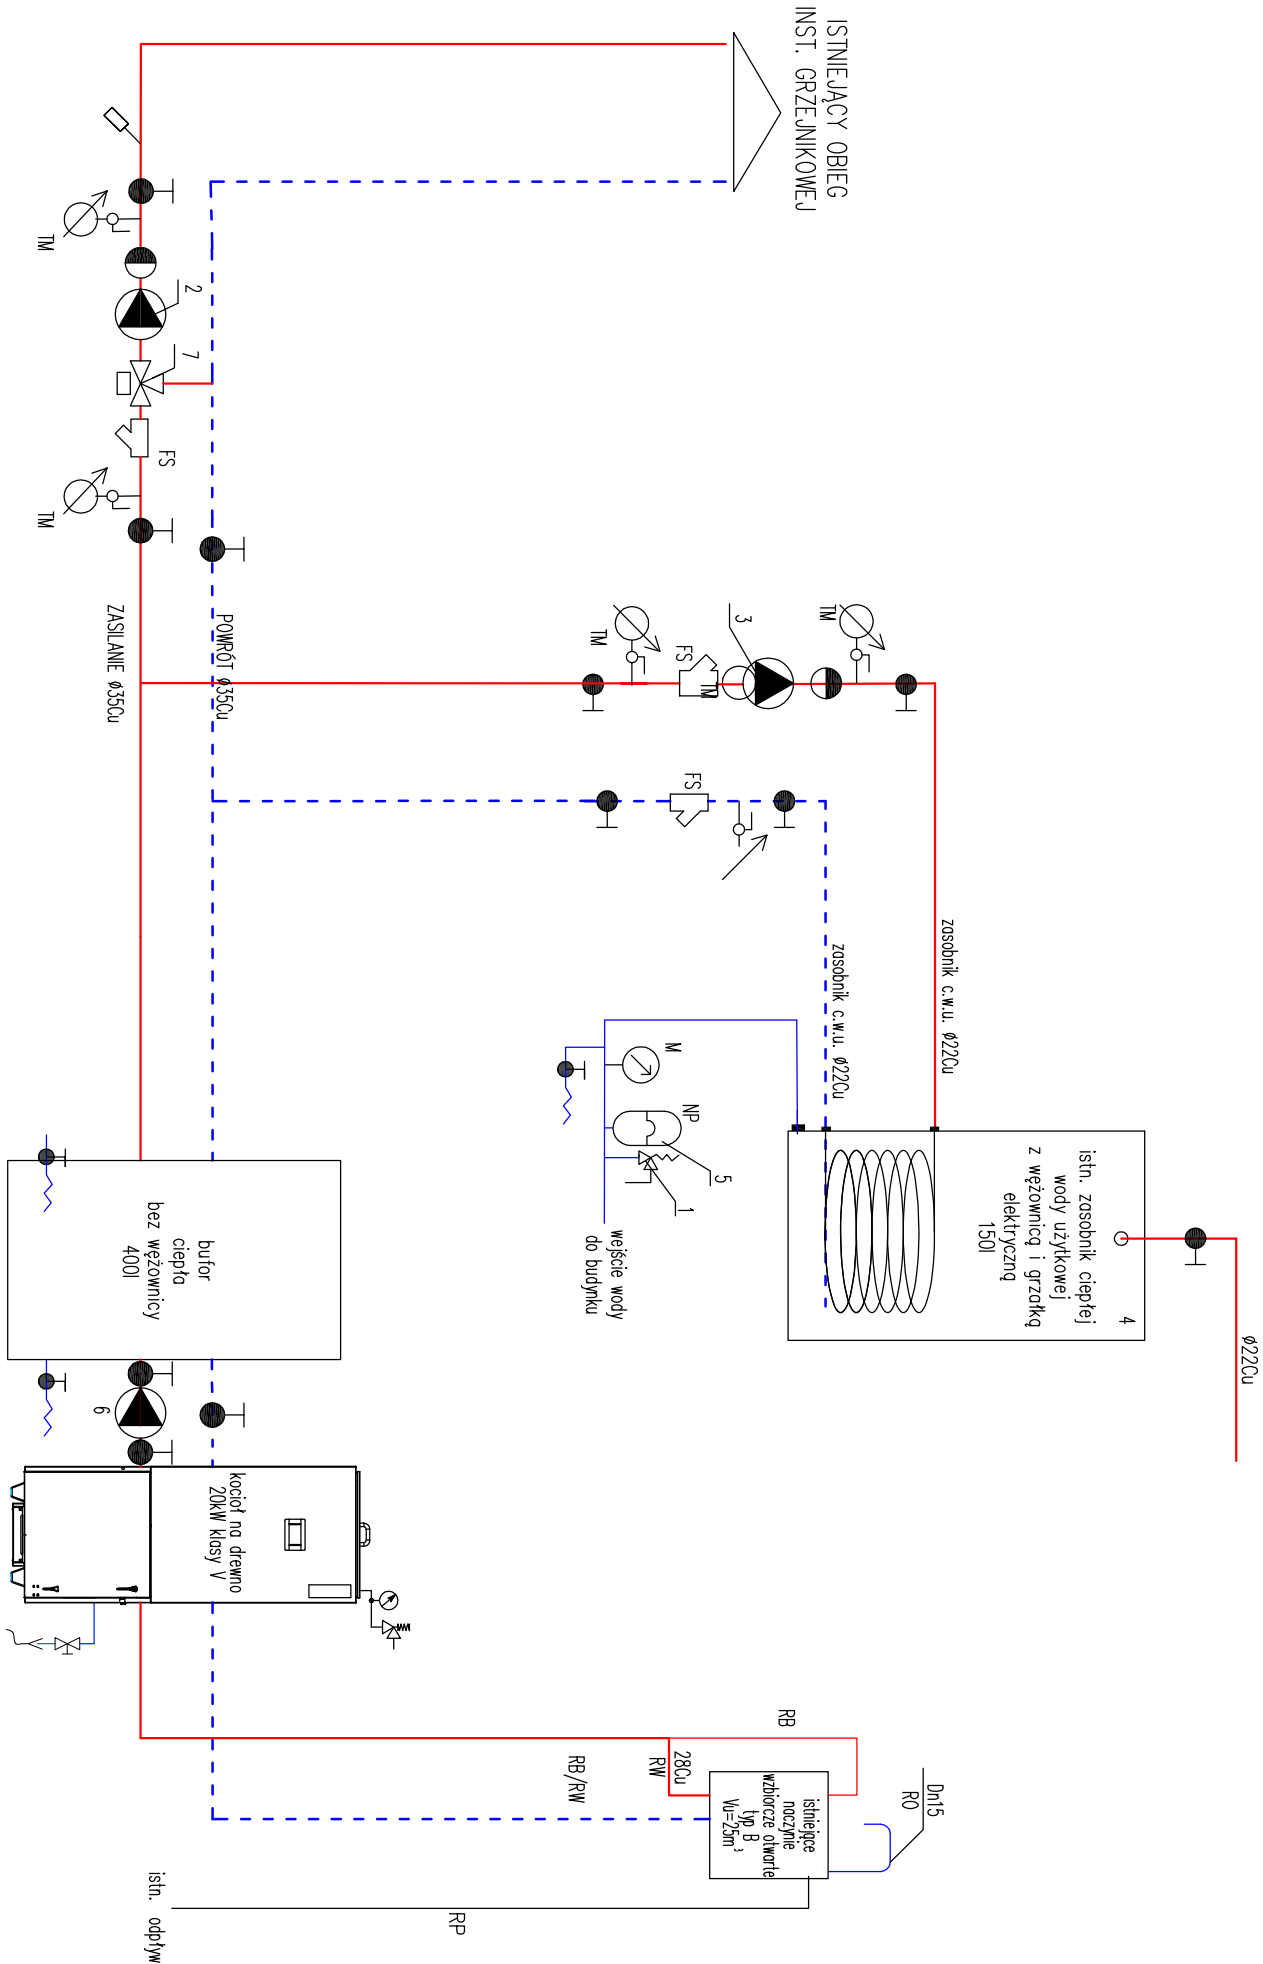 ISTNIEJĄCY OBIEG
INST. GRZEJNIKOWEJ
TM
2
7
FS
TM
ZASILANIE ø35Cu
POWRÓT ø35Cu
TM
FS
TM
3
TM
FS
zasobnik c.w.u. ø22Cu
zasobnik c.w.u. ø22Cu
M
NP
5
1
wejście wody
do budynku
istn. zasobnik ciepłej
wody użytkowej
z wężownicą i grzałką
elektryczną
150l
4
ø22Cu
bufor
ciepła
bez wężownicy
400l
6
kocioł na drewno
20kW klasy V
RB
28Cu
RW
RB/RW
istniejące
naczynie
wzbiorcze otwarte
typ B
Vu=25m³
Dn15
RO
RP
istn. odpływ